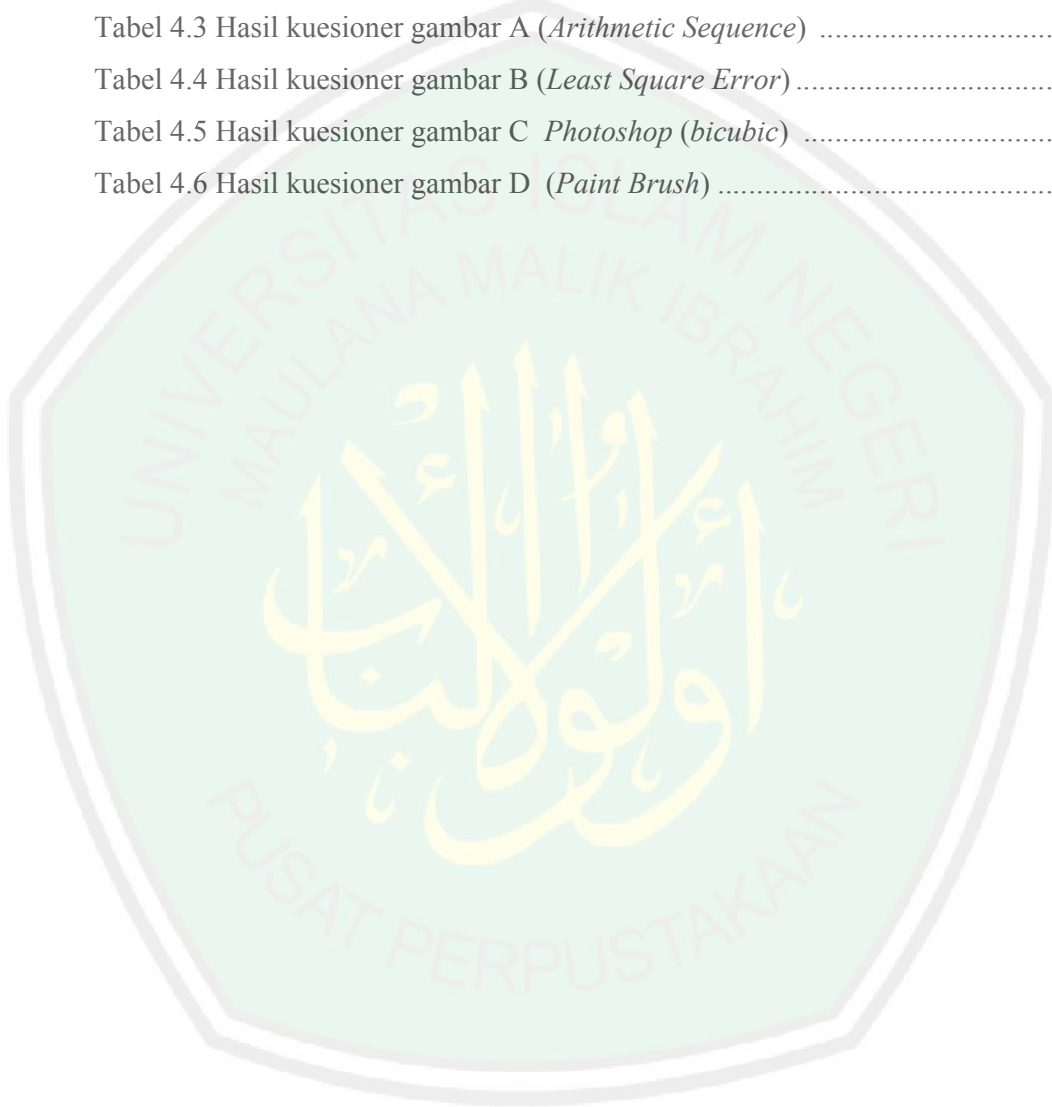 Tabel 4.3 Hasil kuesioner gambar A (Arithmetic Sequence) ..............................
Tabel 4.4 Hasil kuesioner gambar B (Least Square Error) .................................
Tabel 4.5 Hasil kuesioner gambar C Photoshop (bicubic) ................................
Tabel 4.6 Hasil kuesioner gambar D (Paint Brush) ...........................................
UNIVERSITAS ISLAM NEGERI
MAULANA MALIK IBRAHIM
أولوا الألباب
PUSAT PERPUSTAKAAN